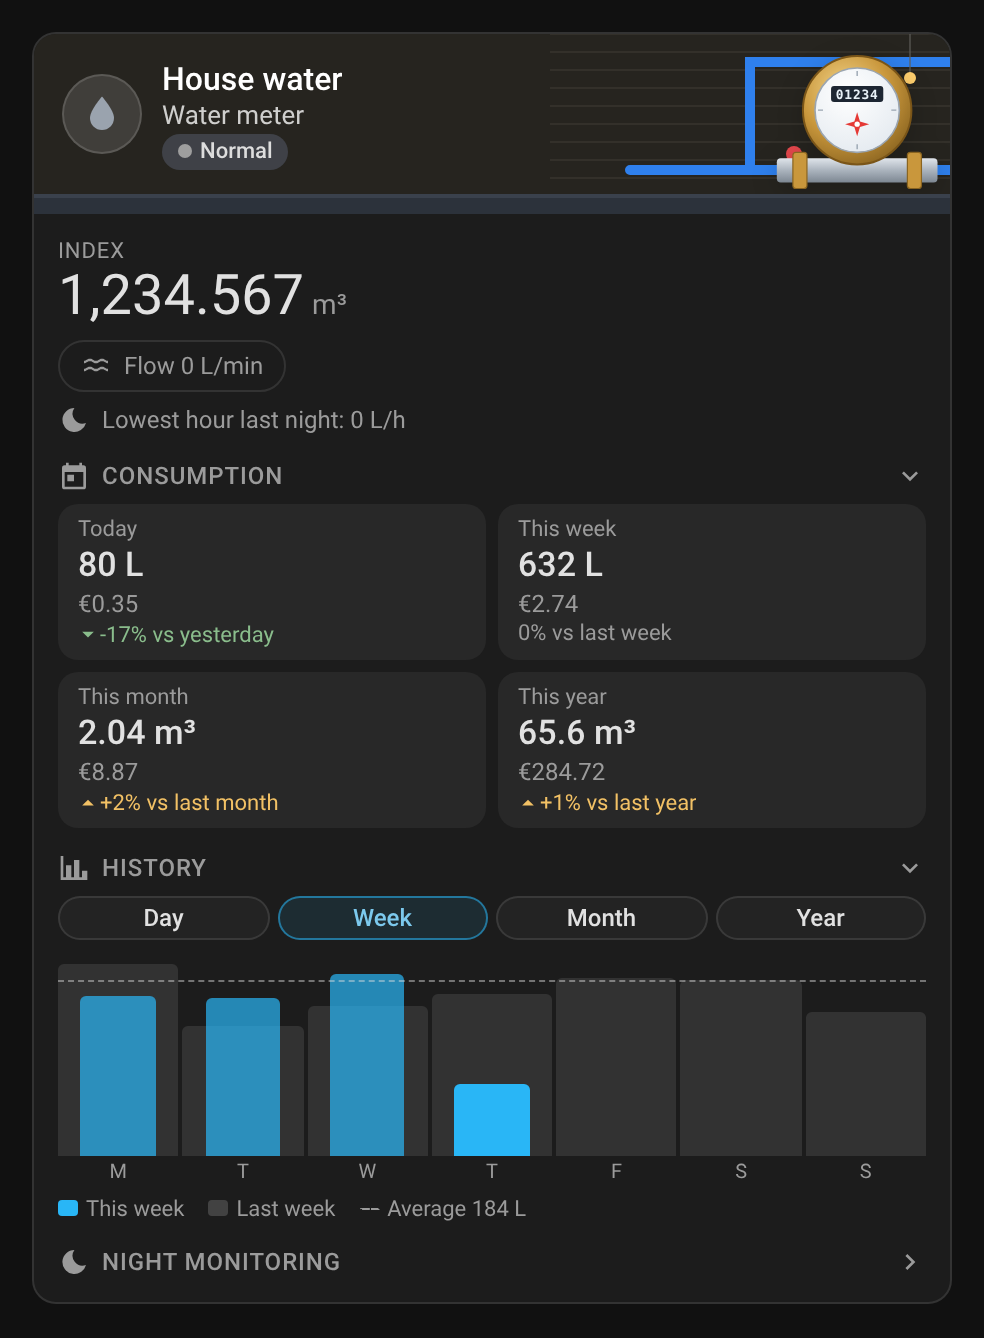 House water
Water meter
Normal
01234
INDEX
1,234.567 m³
Flow 0 L/min
Lowest hour last night: 0 L/h
CONSUMPTION
Today
80 L
€0.35
-17% vs yesterday
This week
632 L
€2.74
0% vs last week
This month
2.04 m³
€8.87
+2% vs last month
This year
65.6 m³
€284.72
+1% vs last year
HISTORY
Day Week Month Year
M T W T F S S
This week Last week Average 184 L
NIGHT MONITORING